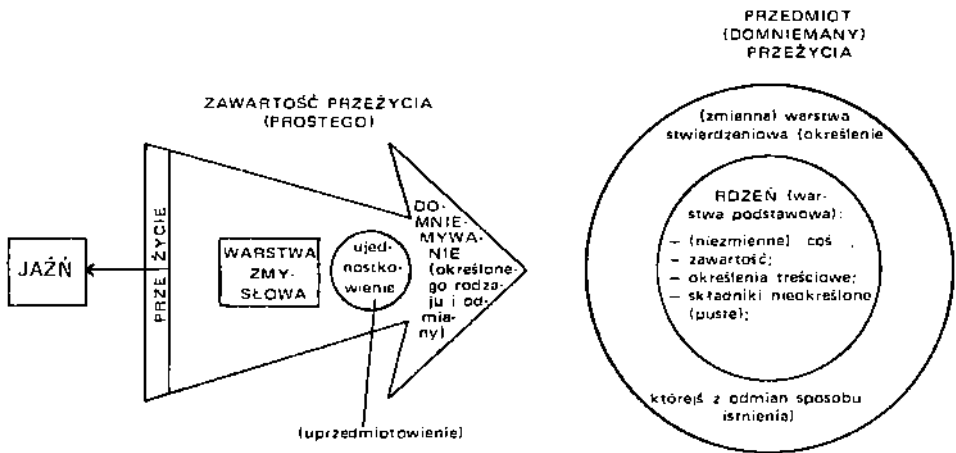 PRZEDMIOT
(DOMNIEMANY)
PRZEŻYCIA
ZAWARTOŚĆ PRZEŻYCIA
(PROSTEGO)
JAŹŃ
PRZE ŻYCIE
WARSTWA
ZMY-
SŁOWA
ujed-
nostko-
wienie
(uprzedmiotowienie)
DO-
MNIE-
MYWA-
NIE
(określone-
go rodza-
ju i od-
mia-
ny)
(zmienna) warstwa
stwierdzeniowa (określenie
RDZEŃ (war-
stwa podstawowa):
– (niezmienne) coś ,
– zawartość;
– określenia treściowe;
– składniki nieokreślone
(puste);
którejś z odmian sposobu
istnienia)